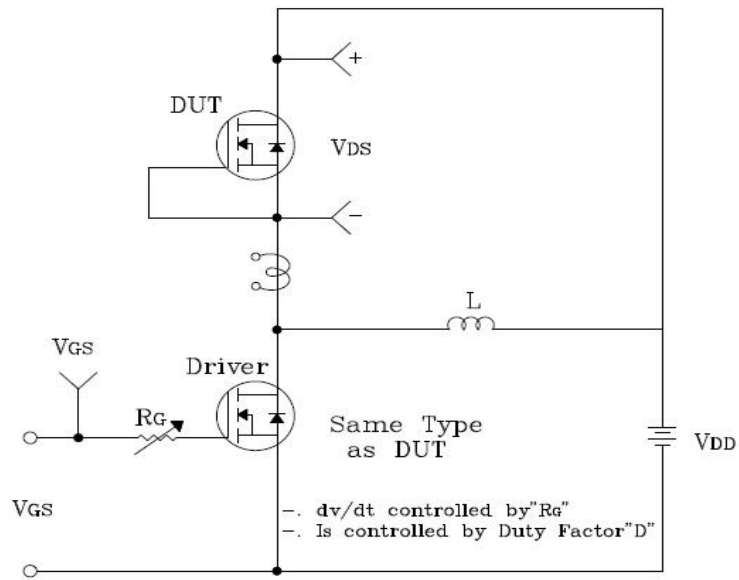 +
DUT
VDS
−
L
VGS
Driver
RG
Same Type
as DUT
VDD
VGS
−. dv/dt controlled by"RG"
−. Is controlled by Duty Factor"D"